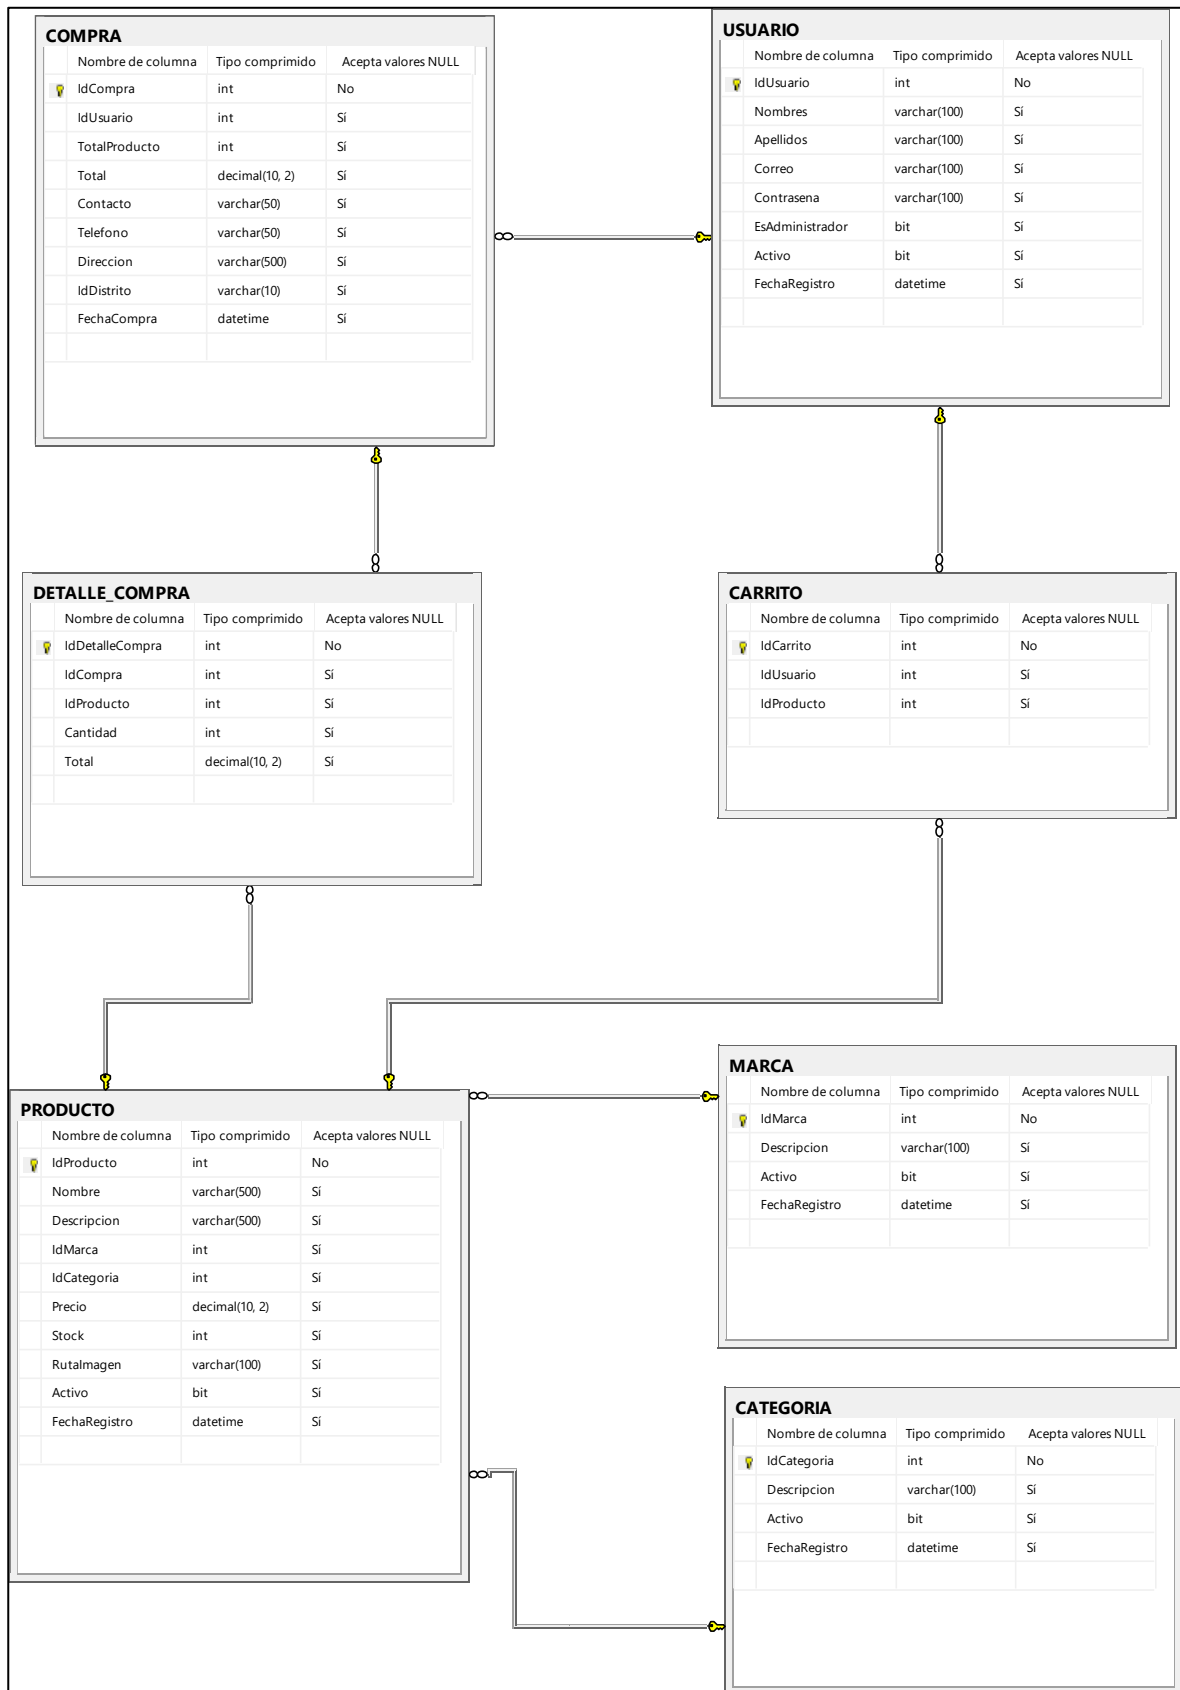 COMPRA
Nombre de columna Tipo comprimido Acepta valores NULL
IdCompra int No
IdUsuario int Sí
TotalProducto int Sí
Total decimal(10, 2) Sí
Contacto varchar(50) Sí
Telefono varchar(50) Sí
Direccion varchar(500) Sí
IdDistrito varchar(10) Sí
FechaCompra datetime Sí
USUARIO
Nombre de columna Tipo comprimido Acepta valores NULL
IdUsuario int No
Nombres varchar(100) Sí
Apellidos varchar(100) Sí
Correo varchar(100) Sí
Contrasena varchar(100) Sí
EsAdministrador bit Sí
Activo bit Sí
FechaRegistro datetime Sí
DETALLE_COMPRA
Nombre de columna Tipo comprimido Acepta valores NULL
IdDetalleCompra int No
IdCompra int Sí
IdProducto int Sí
Cantidad int Sí
Total decimal(10, 2) Sí
CARRITO
Nombre de columna Tipo comprimido Acepta valores NULL
IdCarrito int No
IdUsuario int Sí
IdProducto int Sí
PRODUCTO
Nombre de columna Tipo comprimido Acepta valores NULL
IdProducto int No
Nombre varchar(500) Sí
Descripcion varchar(500) Sí
IdMarca int Sí
IdCategoria int Sí
Precio decimal(10, 2) Sí
Stock int Sí
RutaImagen varchar(100) Sí
Activo bit Sí
FechaRegistro datetime Sí
MARCA
Nombre de columna Tipo comprimido Acepta valores NULL
IdMarca int No
Descripcion varchar(100) Sí
Activo bit Sí
FechaRegistro datetime Sí
CATEGORIA
Nombre de columna Tipo comprimido Acepta valores NULL
IdCategoria int No
Descripcion varchar(100) Sí
Activo bit Sí
FechaRegistro datetime Sí